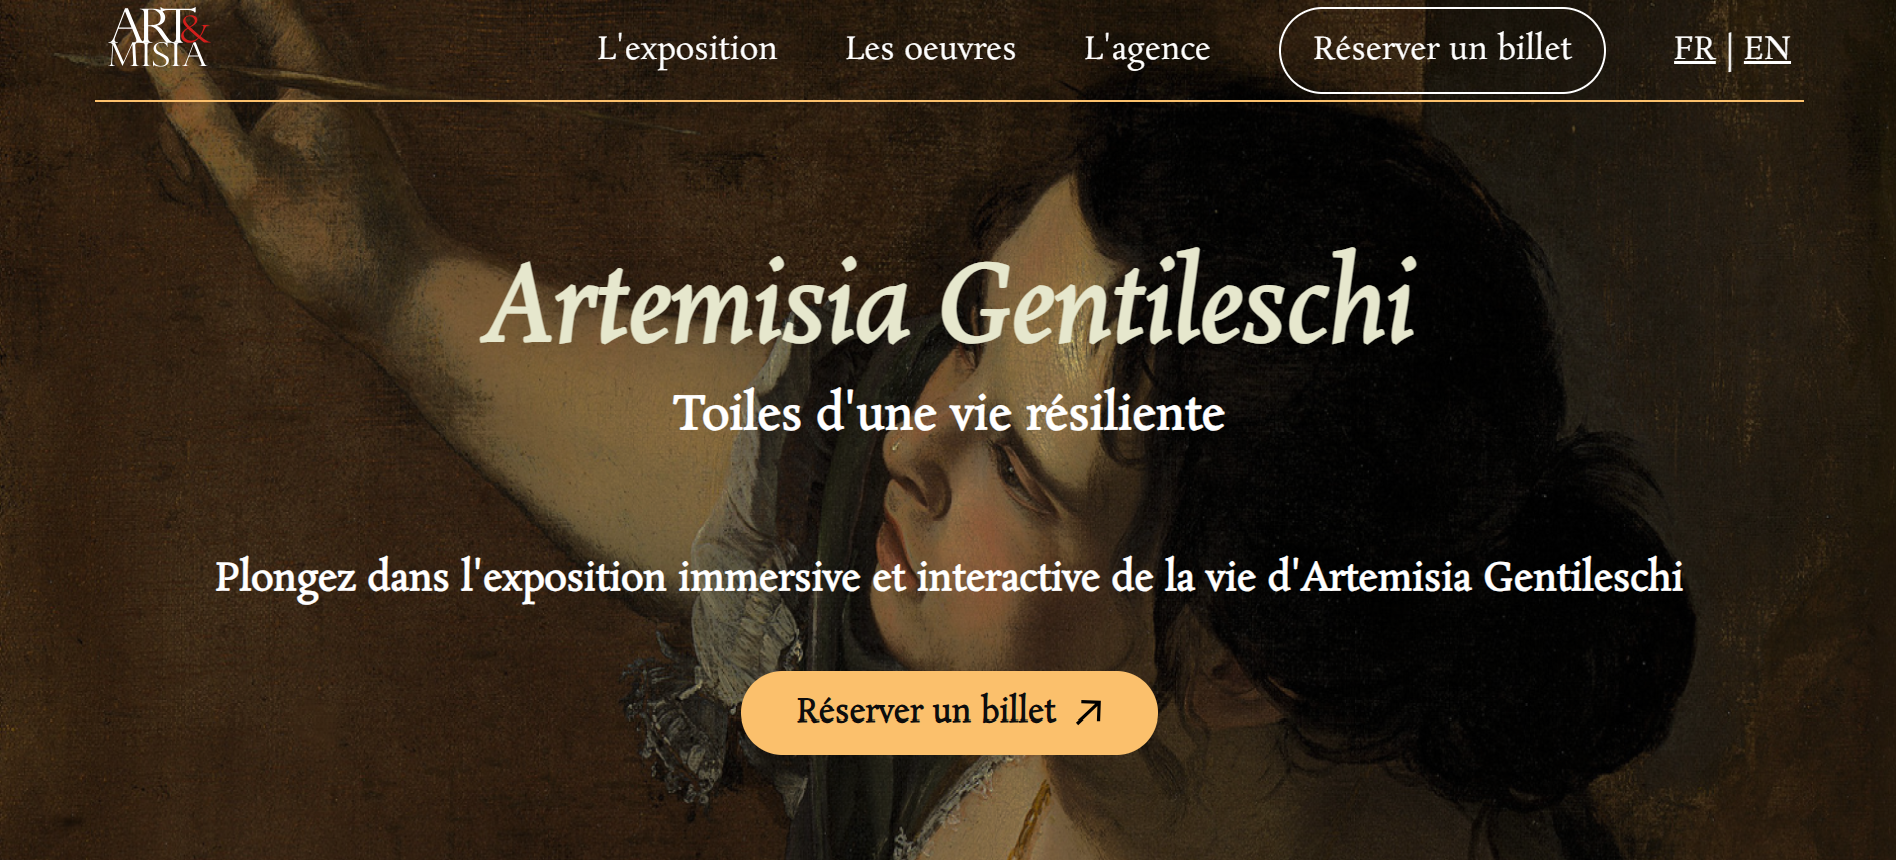 ART&
MISIA
L'exposition Les oeuvres L'agence Réserver un billet FR | EN
Artemisia Gentileschi
Toiles d'une vie résiliente
Plongez dans l'exposition immersive et interactive de la vie d'Artemisia Gentileschi
Réserver un billet